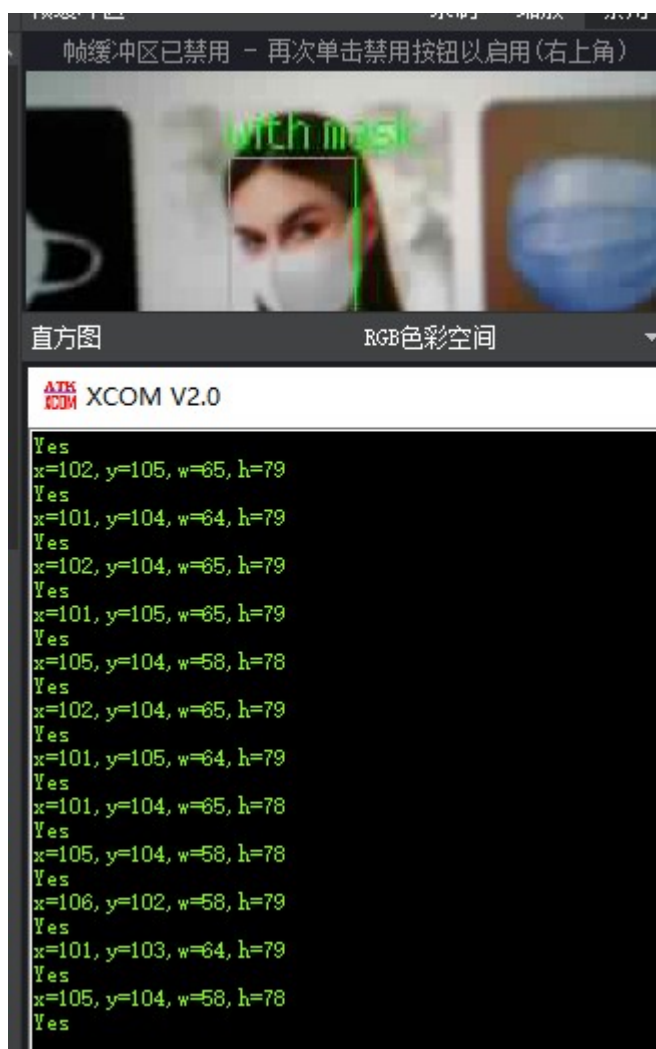 帧缓冲区已禁用 - 再次单击禁用按钮以启用(右上角)
with mask
直方图 RGB色彩空间
ATK XCOM XCOM V2.0
Yes
x=102, y=105, w=65, h=79
Yes
x=101, y=104, w=64, h=79
Yes
x=102, y=104, w=65, h=79
Yes
x=101, y=105, w=65, h=79
Yes
x=105, y=104, w=58, h=78
Yes
x=102, y=104, w=65, h=79
Yes
x=101, y=105, w=64, h=79
Yes
x=101, y=104, w=65, h=78
Yes
x=105, y=104, w=58, h=78
Yes
x=106, y=102, w=58, h=79
Yes
x=101, y=103, w=64, h=79
Yes
x=105, y=104, w=58, h=78
Yes